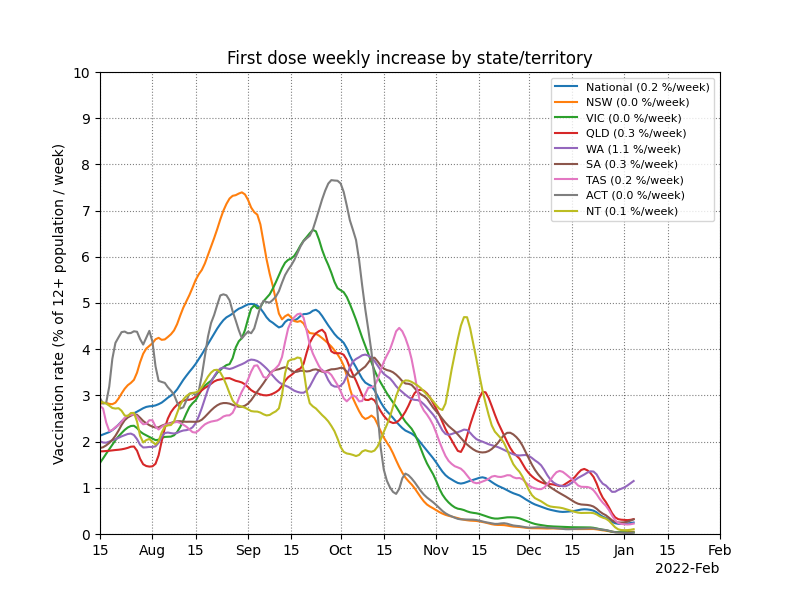 First dose weekly increase by state/territory
Vaccination rate (% of 12+ population / week)
10
9
8
7
6
5
4
3
2
1
0
National (0.2 %/week)
NSW (0.0 %/week)
VIC (0.0 %/week)
QLD (0.3 %/week)
WA (1.1 %/week)
SA (0.3 %/week)
TAS (0.2 %/week)
ACT (0.0 %/week)
NT (0.1 %/week)
15 Aug 15 Sep 15 Oct 15 Nov 15 Dec 15 Jan 15 Feb
2022-Feb